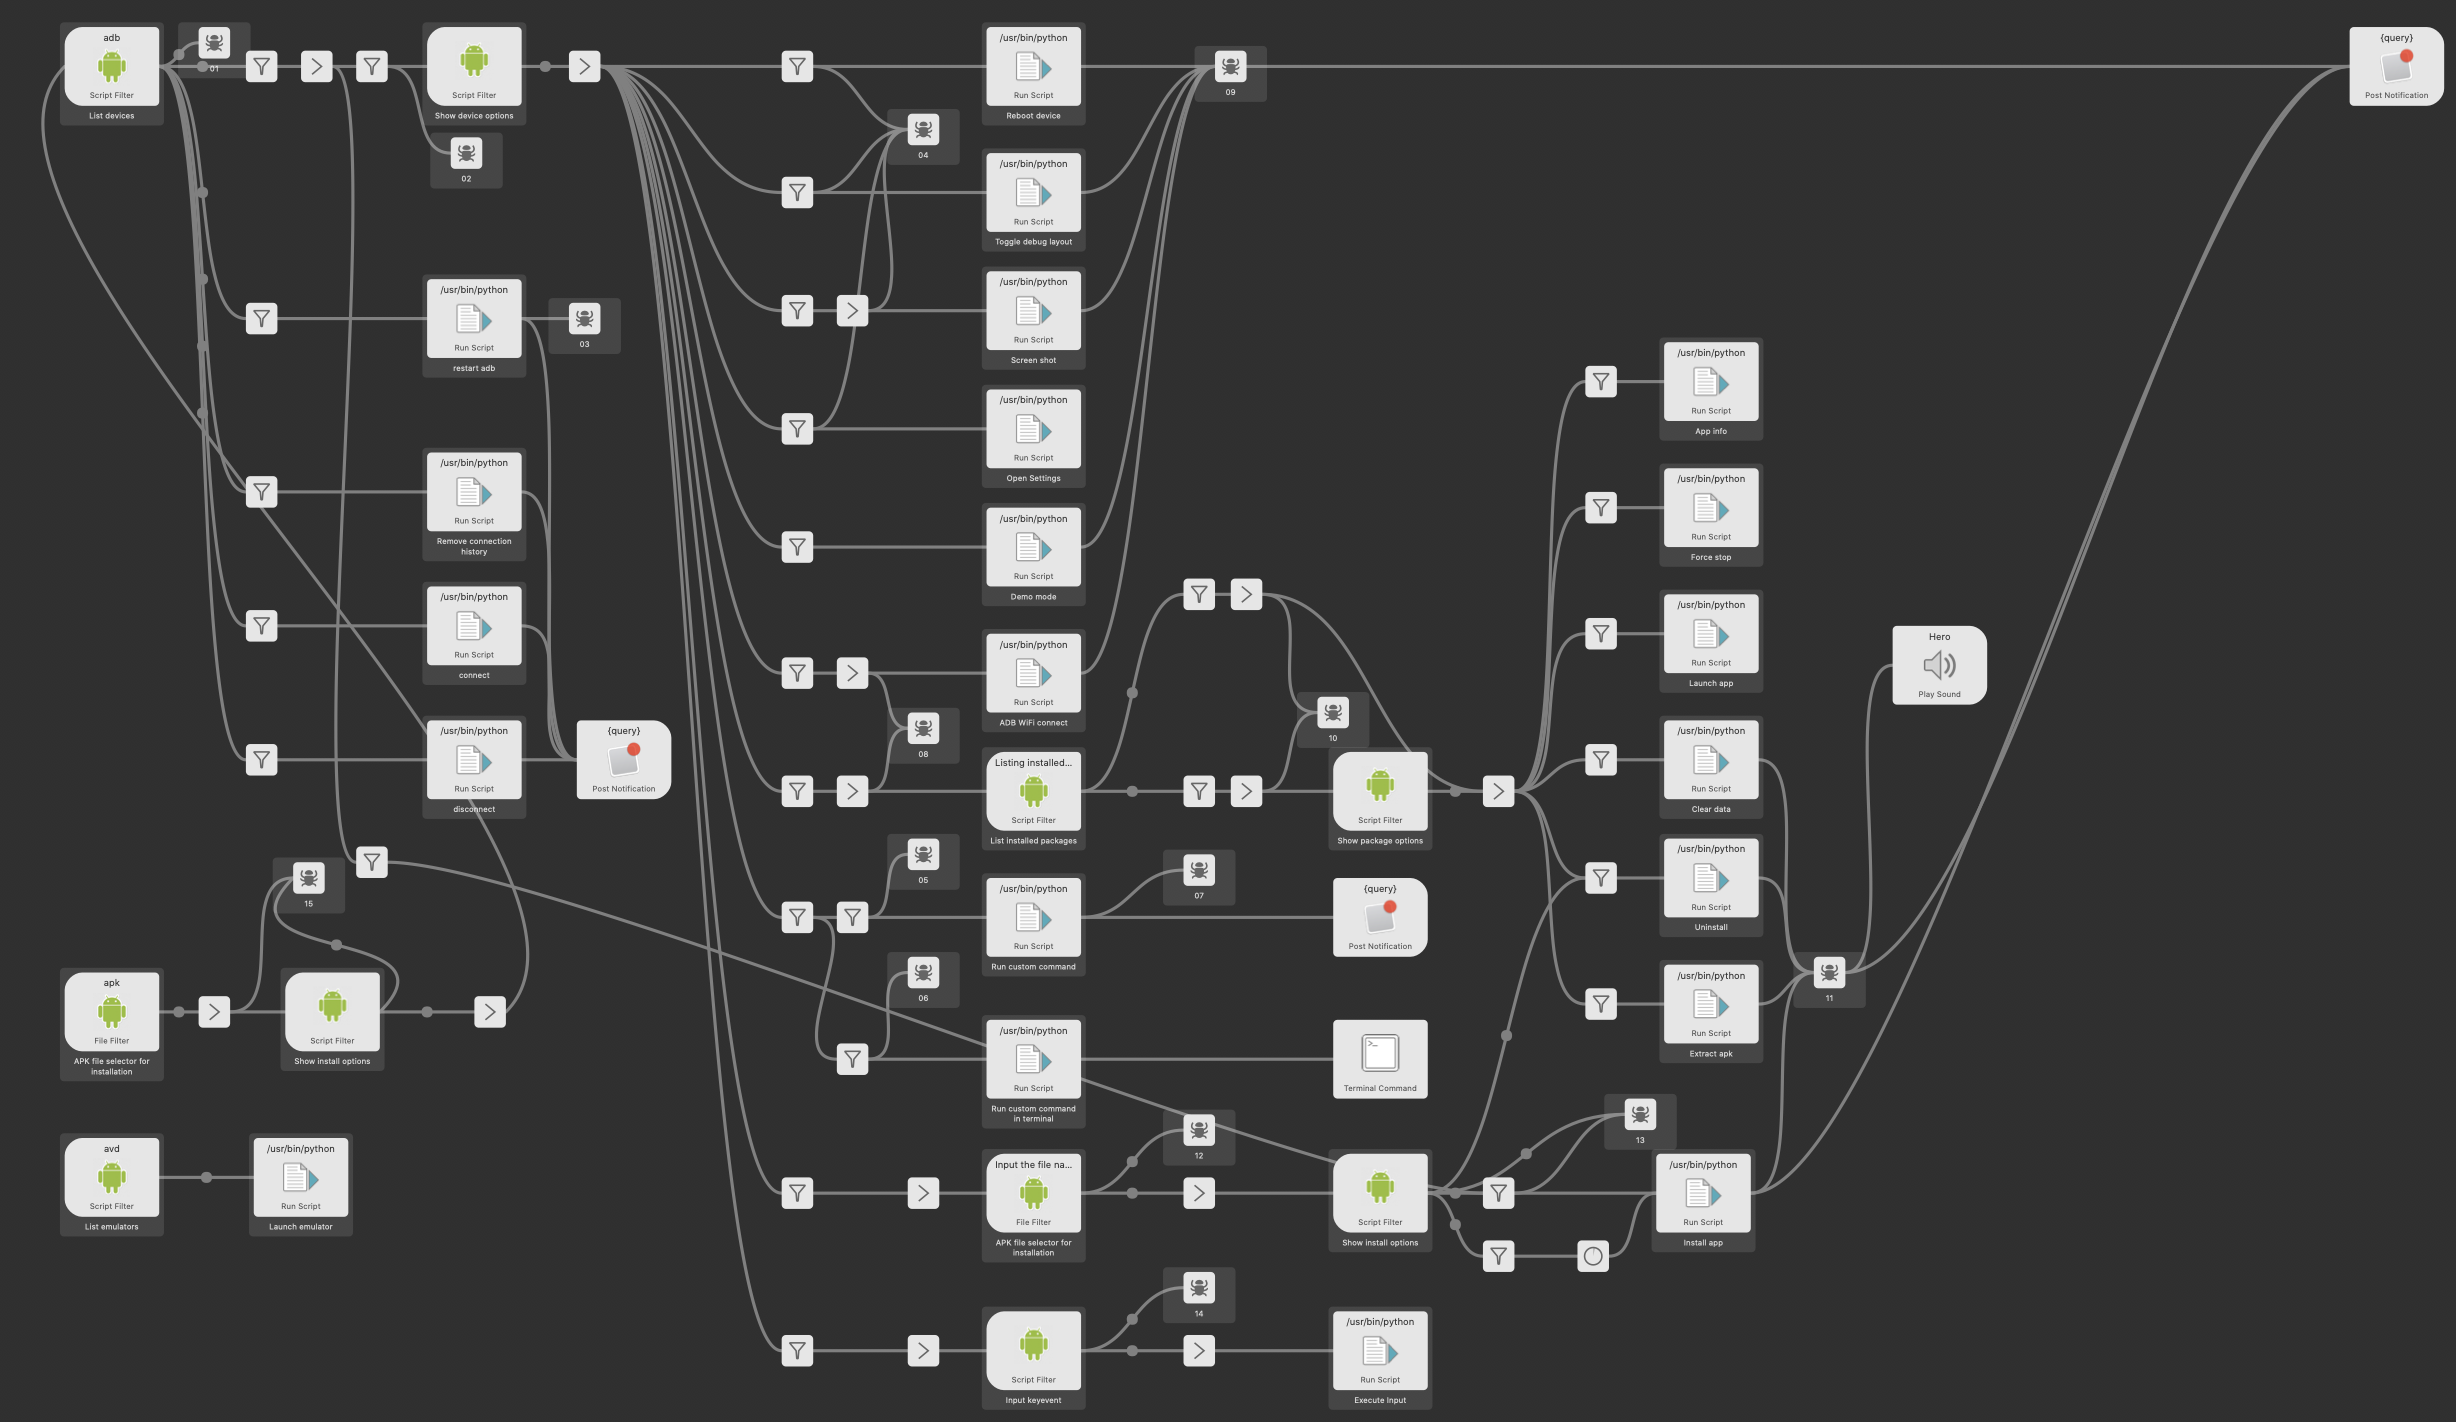 adb
Script Filter
List devices
01
Script Filter
Show device options
02
/usr/bin/python
Run Script
Reboot device
09
{query}
Post Notification
04
/usr/bin/python
Run Script
Toggle debug layout
/usr/bin/python
Run Script
restart adb
03
/usr/bin/python
Run Script
Screen shot
/usr/bin/python
Run Script
App info
/usr/bin/python
Run Script
Open Settings
/usr/bin/python
Run Script
Remove connection
history
/usr/bin/python
Run Script
Force stop
/usr/bin/python
Run Script
Demo mode
/usr/bin/python
Run Script
connect
/usr/bin/python
Run Script
Launch app
/usr/bin/python
Run Script
ADB WiFi connect
Hero
Play Sound
/usr/bin/python
Run Script
disconnect
{query}
Post Notification
08
10
/usr/bin/python
Run Script
Clear data
Listing installed...
Script Filter
List installed packages
Script Filter
Show package options
15
05
07
/usr/bin/python
Run Script
Uninstall
/usr/bin/python
Run Script
Run custom command
{query}
Post Notification
06
11
apk
File Filter
APK file selector for
installation
Script Filter
Show install options
/usr/bin/python
Run Script
Extract apk
/usr/bin/python
Run Script
Run custom command
in terminal
>_
Terminal Command
12
13
avd
Script Filter
List emulators
/usr/bin/python
Run Script
Launch emulator
Input the file na...
File Filter
APK file selector for
installation
Script Filter
Show install options
/usr/bin/python
Run Script
Install app
14
Script Filter
Input keyevent
/usr/bin/python
Run Script
Execute Input